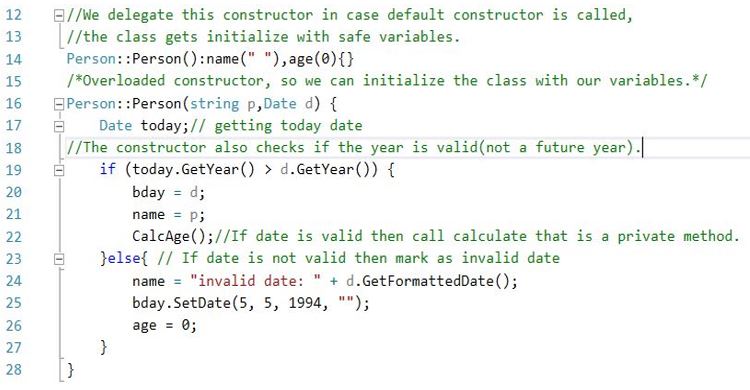 12 //We delegate this constructor in case default constructor is called,
13 //the class gets initialize with safe variables.
14 Person::Person():name(" "),age(0){}
15 /*Overloaded constructor, so we can initialize the class with our variables.*/
16 Person::Person(string p,Date d) {
17     Date today;// getting today date
18 //The constructor also checks if the year is valid(not a future year).
19     if (today.GetYear() > d.GetYear()) {
20         bday = d;
21         name = p;
22         CalcAge();//If date is valid then call calculate that is a private method.
23     }else{ // If date is not valid then mark as invalid date
24         name = "invalid date: " + d.GetFormattedDate();
25         bday.SetDate(5, 5, 1994, "");
26         age = 0;
27     }
28 }